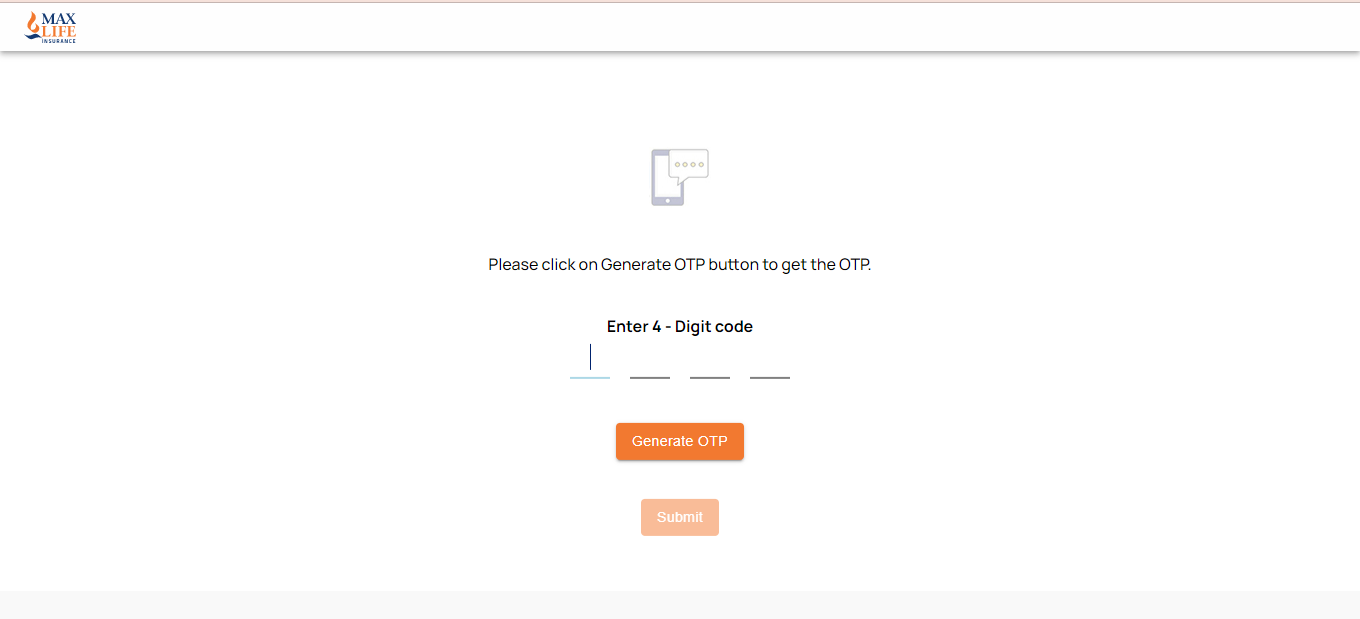 MAX
LIFE
INSURANCE
Please click on Generate OTP button to get the OTP.
Enter 4 - Digit code
Generate OTP
Submit